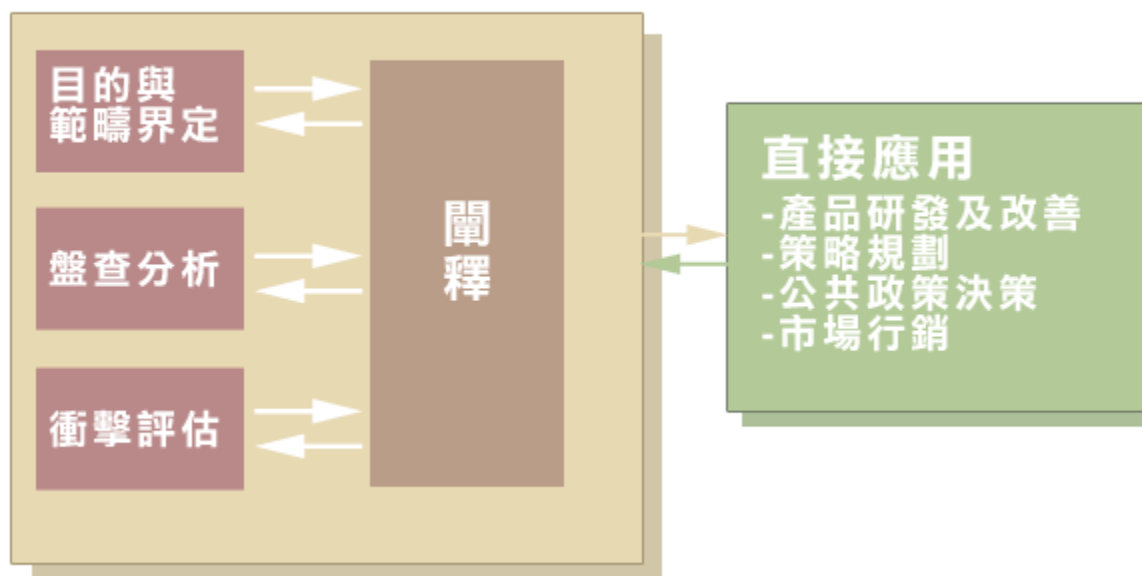 目的與
範疇界定
盤查分析
衝擊評估
闡
釋
直接應用
-產品研發及改善
-策略規劃
-公共政策決策
-市場行銷